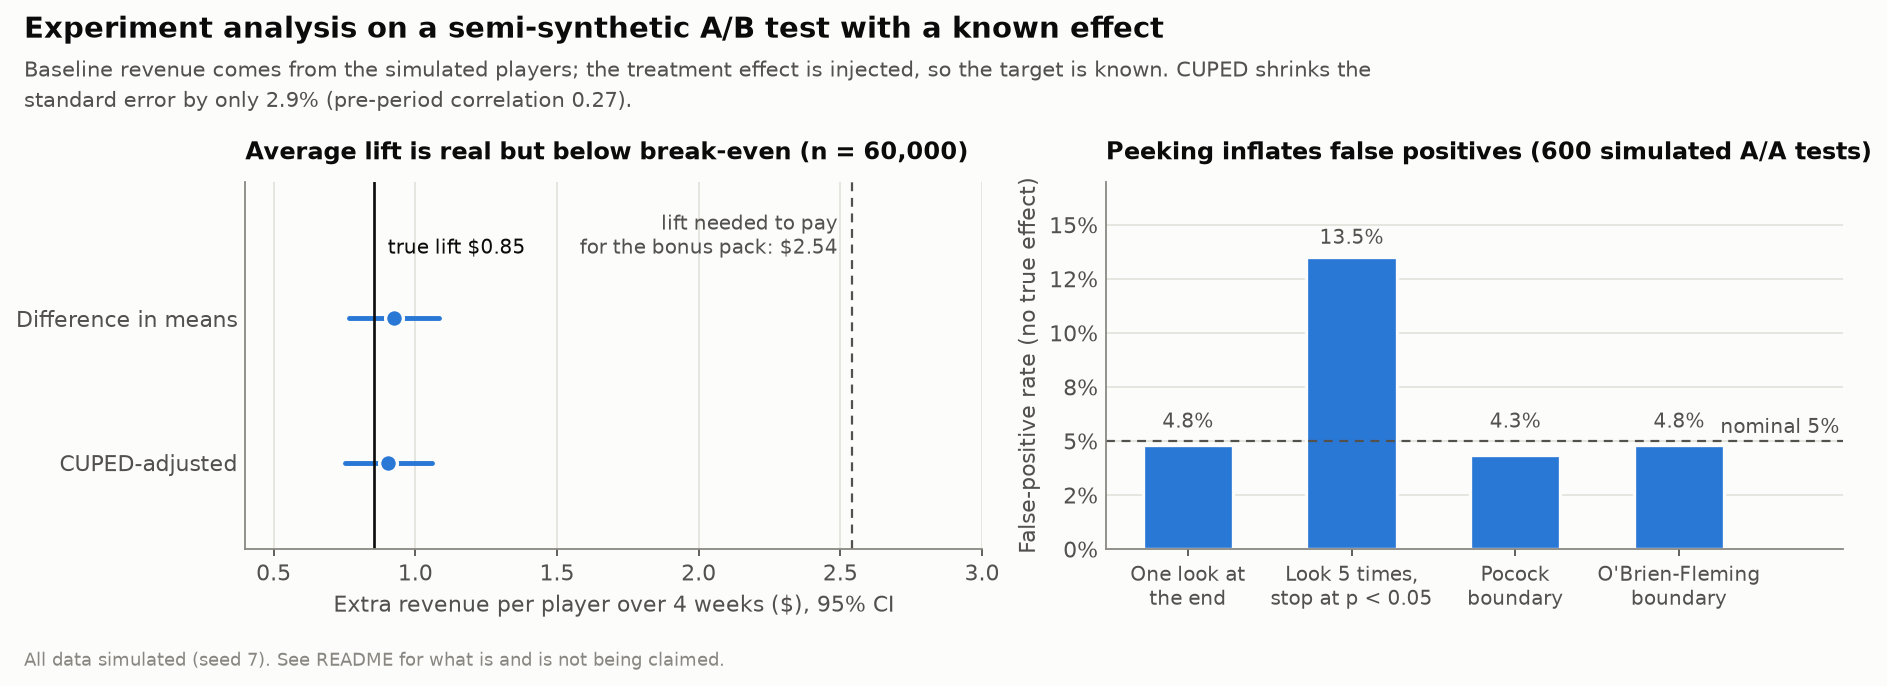 Experiment analysis on a semi-synthetic A/B test with a known effect
Baseline revenue comes from the simulated players; the treatment effect is injected, so the target is known. CUPED shrinks the
standard error by only 2.9% (pre-period correlation 0.27).
Average lift is real but below break-even (n = 60,000)
lift needed to pay
for the bonus pack: $2.54
true lift $0.85
Difference in means
CUPED-adjusted
0.5 1.0 1.5 2.0 2.5 3.0
Extra revenue per player over 4 weeks ($), 95% CI
Peeking inflates false positives (600 simulated A/A tests)
False-positive rate (no true effect)
15%
12%
10%
8%
5%
2%
0%
4.8%
13.5%
4.3%
4.8%
nominal 5%
One look at
the end
Look 5 times,
stop at p < 0.05
Pocock
boundary
O'Brien-Fleming
boundary
All data simulated (seed 7). See README for what is and is not being claimed.